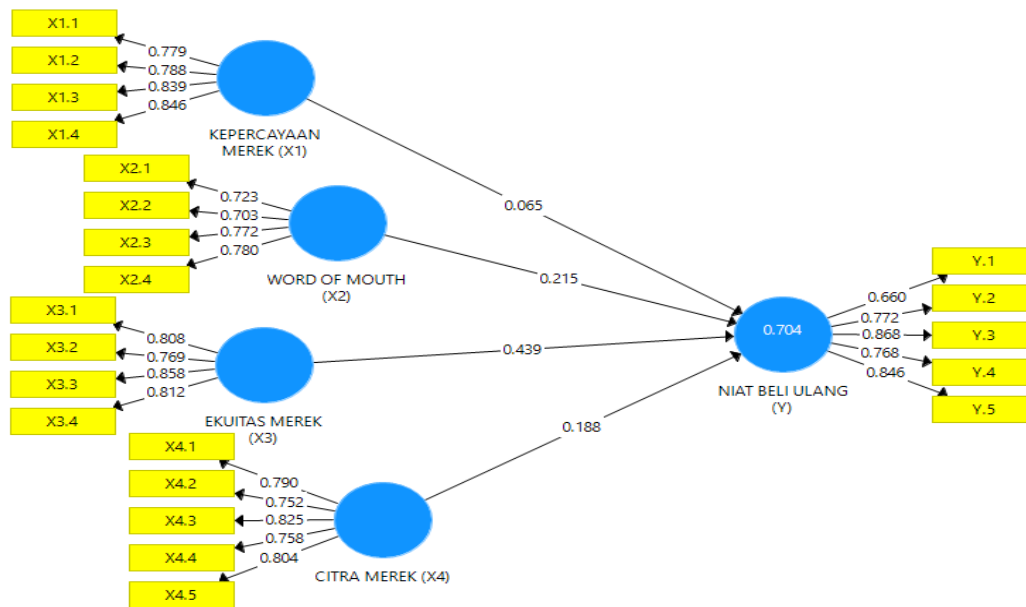 X1.1
X1.2
X1.3
X1.4
0.779
0.788
0.839
0.846
KEPERCAYAAN
MEREK (X1)
0.065
X2.1
X2.2
X2.3
X2.4
0.723
0.703
0.772
0.780
WORD OF MOUTH
(X2)
0.215
X3.1
X3.2
X3.3
X3.4
0.808
0.769
0.858
0.812
EKUITAS MEREK
(X3)
0.439
X4.1
X4.2
X4.3
X4.4
X4.5
0.790
0.752
0.825
0.758
0.804
CITRA MEREK (X4)
0.188
0.704
NIAT BELI ULANG
(Y)
0.660
0.772
0.868
0.768
0.846
Y.1
Y.2
Y.3
Y.4
Y.5